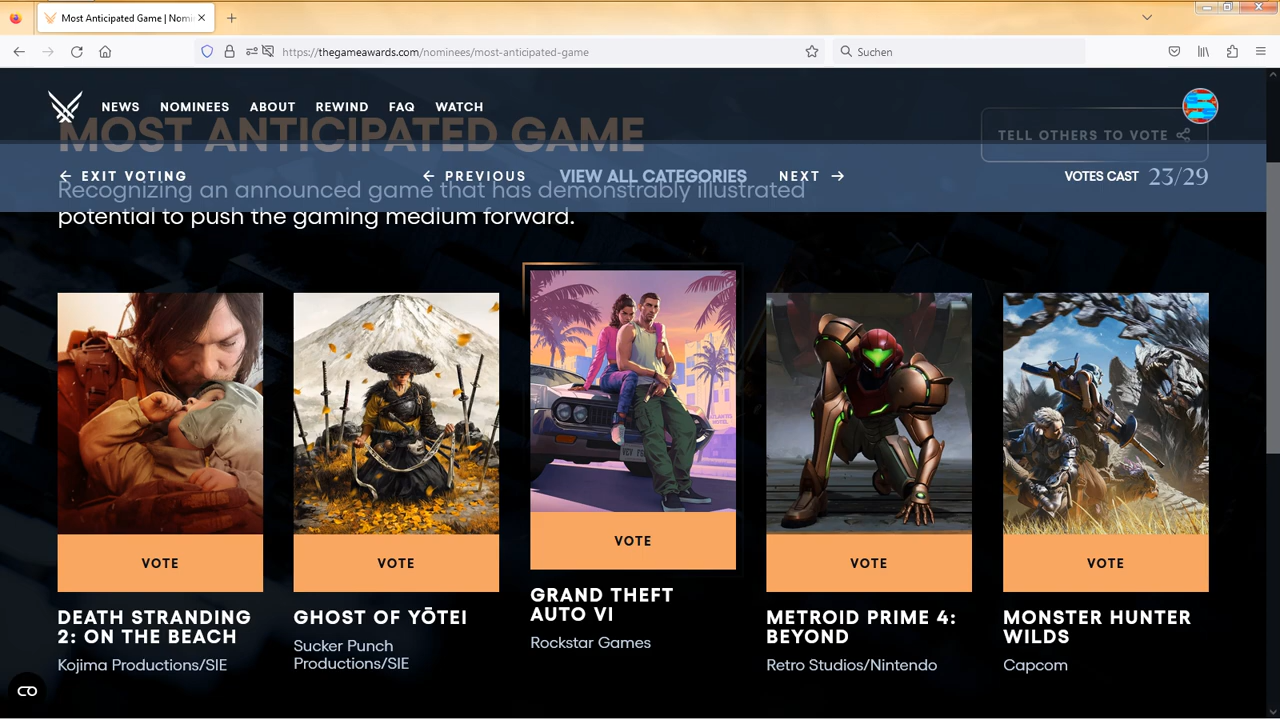 Most Anticipated Game | Nomi
https://thegameawards.com/nominees/most-anticipated-game
Suchen
NEWS NOMINEES ABOUT REWIND FAQ WATCH
MOST ANTICIPATED GAME
TELL OTHERS TO VOTE
← EXIT VOTING ← PREVIOUS VIEW ALL CATEGORIES NEXT → VOTES CAST 23/29
Recognizing an announced game that has demonstrably illustrated
potential to push the gaming medium forward.
VOTE
DEATH STRANDING
2: ON THE BEACH
Kojima Productions/SIE
VOTE
GHOST OF YŌTEI
Sucker Punch
Productions/SIE
VOTE
GRAND THEFT
AUTO VI
Rockstar Games
VOTE
METROID PRIME 4:
BEYOND
Retro Studios/Nintendo
VOTE
MONSTER HUNTER
WILDS
Capcom